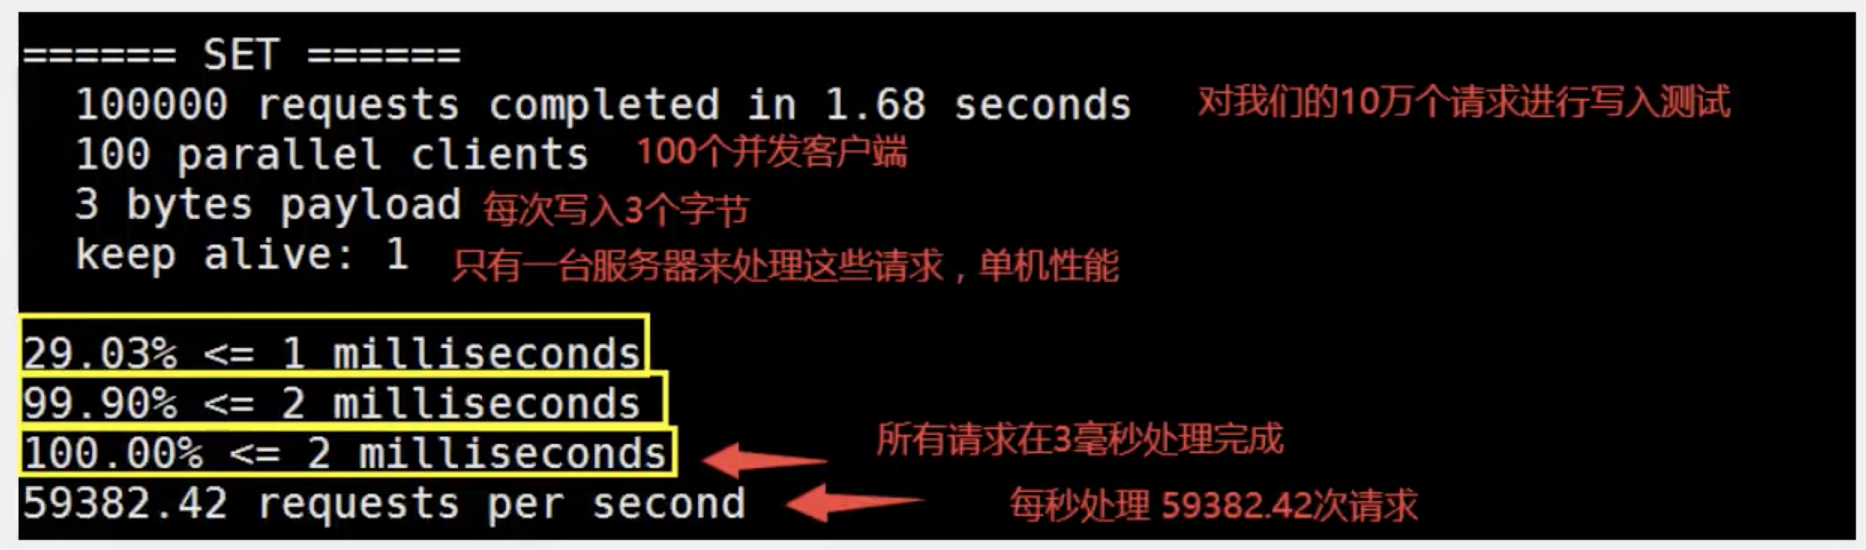 ====== SET ======
100000 requests completed in 1.68 seconds 对我们的10万个请求进行写入测试
100 parallel clients 100个并发客户端
3 bytes payload 每次写入3个字节
keep alive: 1 只有一台服务器来处理这些请求，单机性能
29.03% <= 1 milliseconds
99.90% <= 2 milliseconds
100.00% <= 2 milliseconds 所有请求在3毫秒处理完成
59382.42 requests per second 每秒处理 59382.42次请求